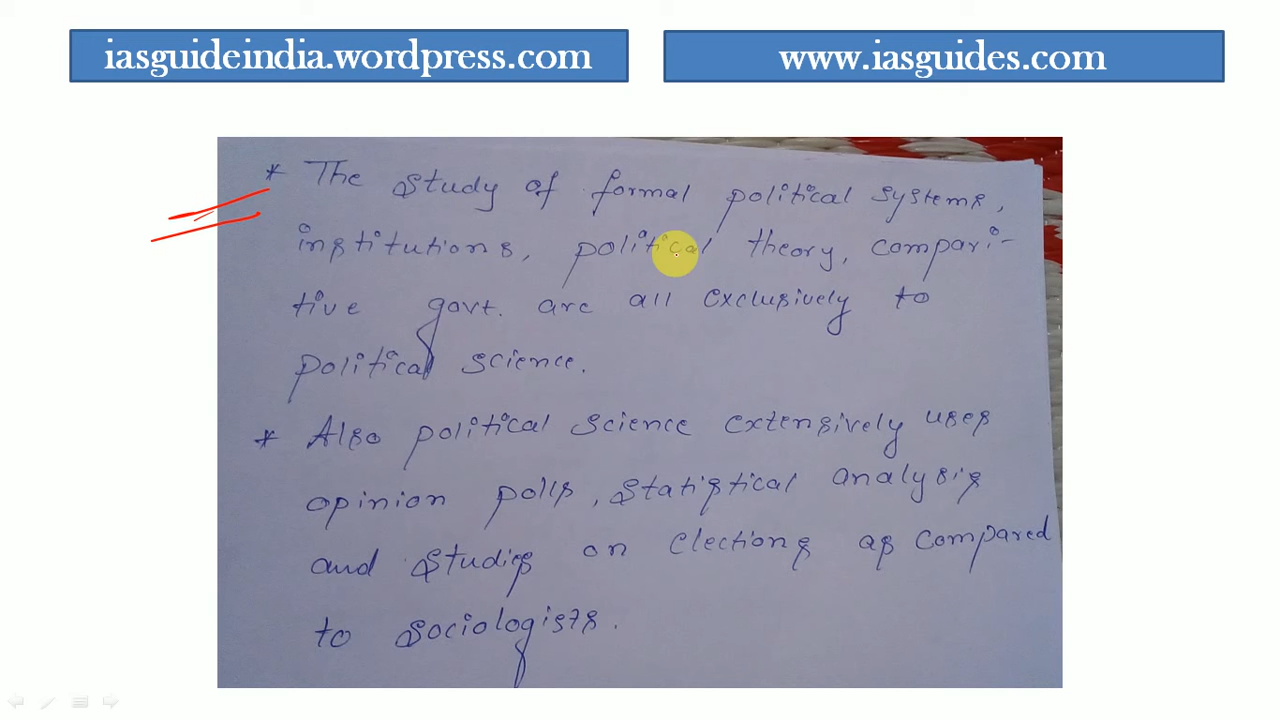 iasguideindia.wordpress.com
www.iasguides.com
* The study of formal political systems,
institutions, political theory, compari-
tive govt. are all exclusively to
political science.
* Also political science extensively uses
opinion polls, statistical analysis
and studies on elections as compared
to sociologists.